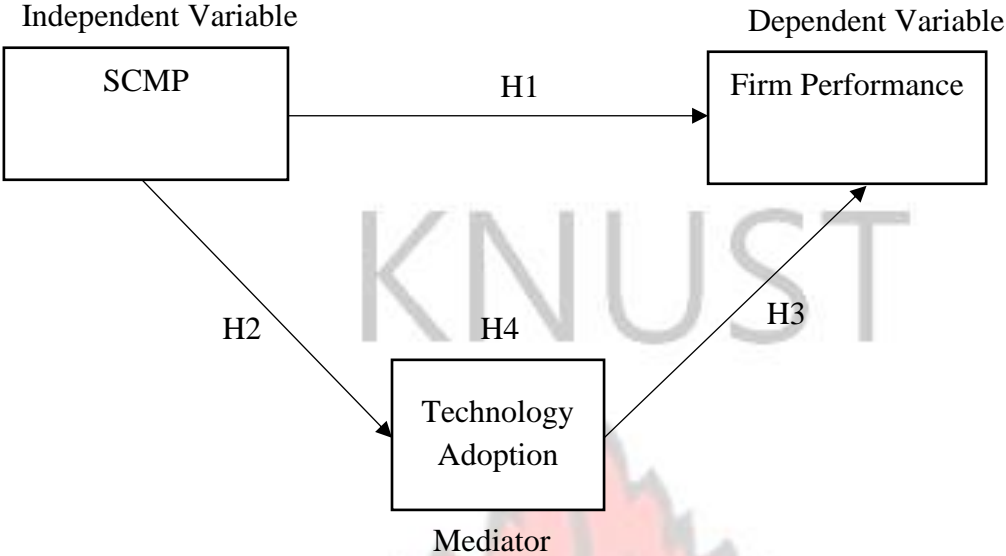 Independent Variable
Dependent Variable
SCMP
Firm Performance
H1
KNUST
H2
H4
H3
Technology
Adoption
Mediator